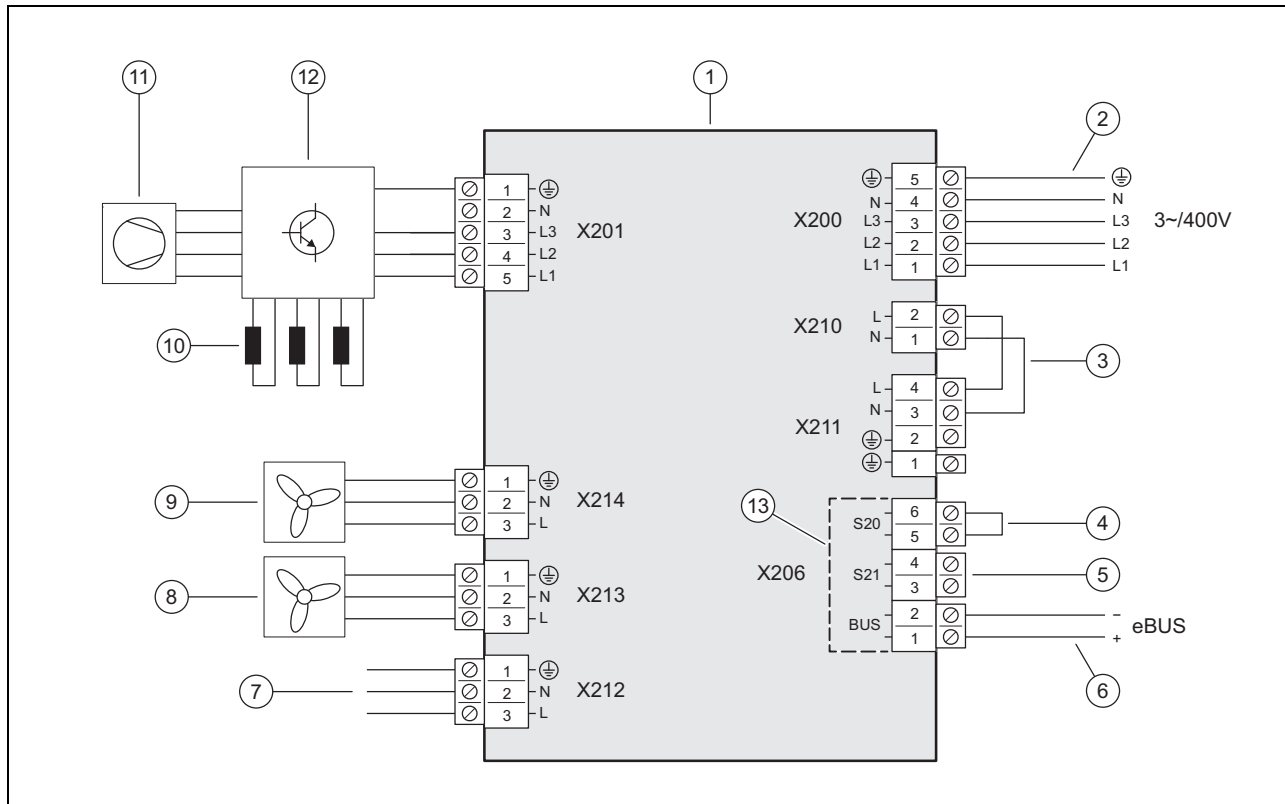 11
12
1
2
1
2 N
3 L3
4 L2
5 L1
X201
X200
5
N 4 N
L3 3 L3
L2 2 L2
L1 1 L1
3~/400V
10
X210
L 2
N 1
3
X211
L 4
N 3
2
1
9
1
2 N
3 L
X214
13
X206
S20
6
5
4
8
1
2 N
3 L
X213
S21
4
3
5
BUS
2 −
1 +
eBUS
6
7
1
2 N
3 L
X212